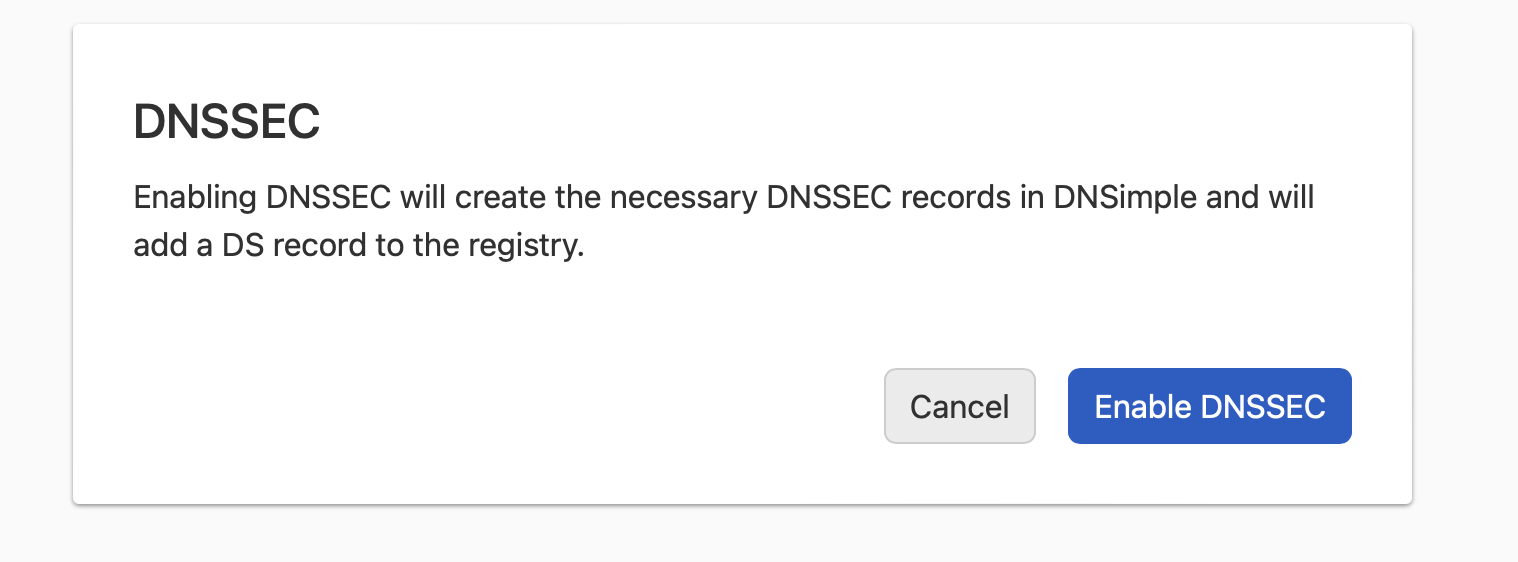 DNSSEC
Enabling DNSSEC will create the necessary DNSSEC records in DNSimple and will
add a DS record to the registry.
Cancel
Enable DNSSEC